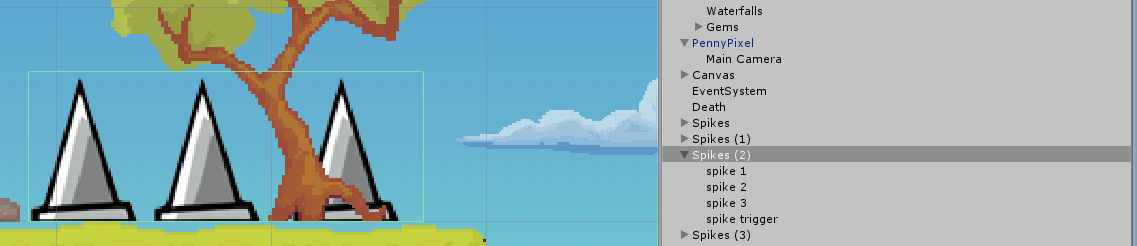 Waterfalls
Gems
PennyPixel
Main Camera
Canvas
EventSystem
Death
Spikes
Spikes (1)
Spikes (2)
spike 1
spike 2
spike 3
spike trigger
Spikes (3)